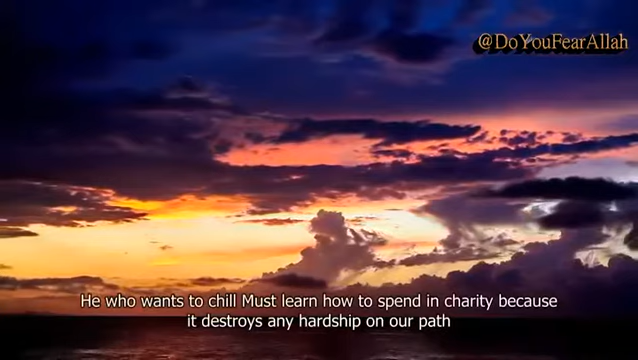 @DoYouFearAllah
He who wants to chill Must learn how to spend in charity because
it destroys any hardship on our path